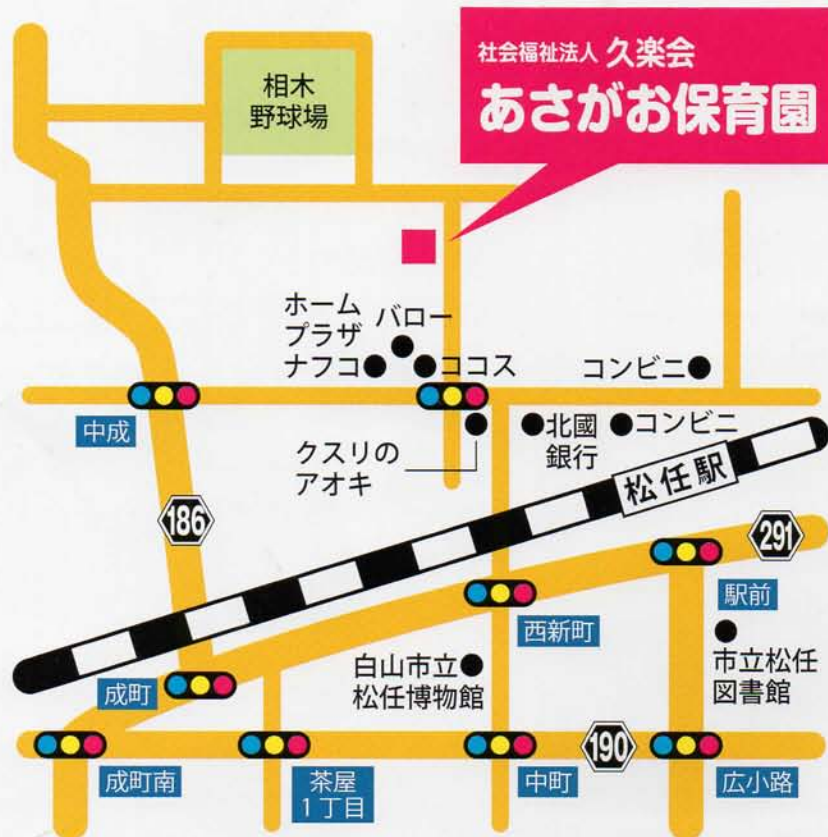 社会福祉法人 久楽会
あさがお保育園
相木
野球場
ホーム
プラザ
ナフコ
バロー
ココス
コンビニ
中成
クスリの
アオキ
北國
銀行
コンビニ
松任駅
186
291
駅前
西新町
市立松任
図書館
白山市立
松任博物館
成町
190
成町南
茶屋
1丁目
中町
広小路